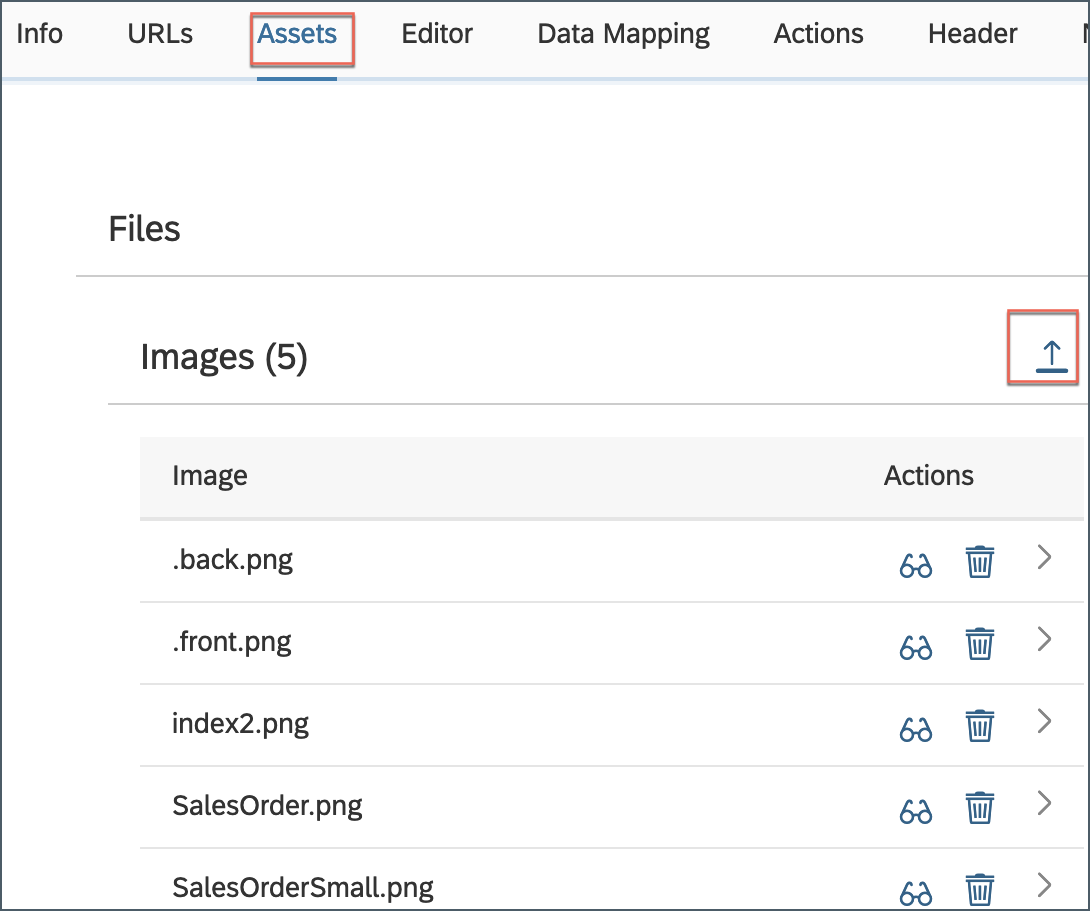 Info URLs Assets Editor Data Mapping Actions Header
Files
Images (5)
Image Actions
.back.png
.front.png
index2.png
SalesOrder.png
SalesOrderSmall.png